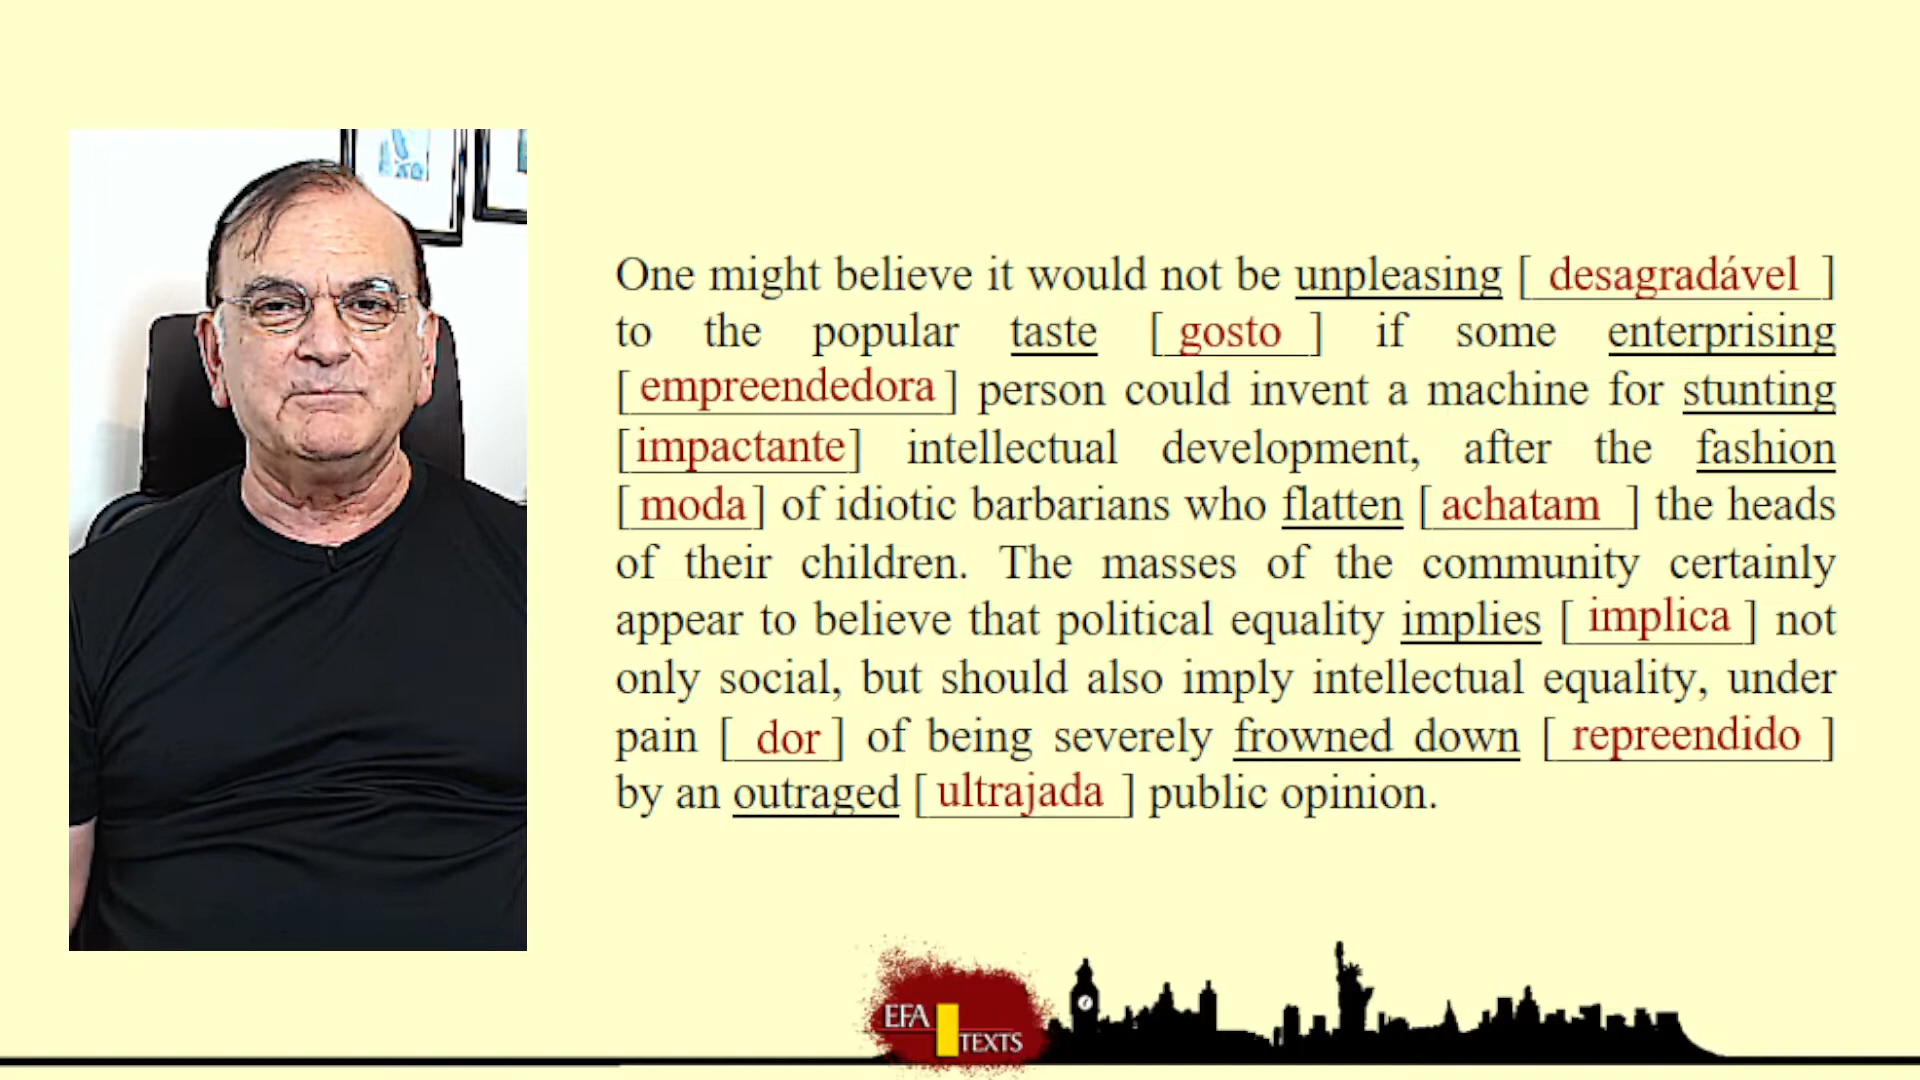 One might believe it would not be unpleasing [ desagradável ]
to the popular taste [ gosto ] if some enterprising
[ empreendedora ] person could invent a machine for stunting
[impactante] intellectual development, after the fashion
[ moda ] of idiotic barbarians who flatten [ achatam ] the heads
of their children. The masses of the community certainly
appear to believe that political equality implies [ implica ] not
only social, but should also imply intellectual equality, under
pain [ dor ] of being severely frowned down [ repreendido ]
by an outraged [ ultrajada ] public opinion.
EFA
TEXTS